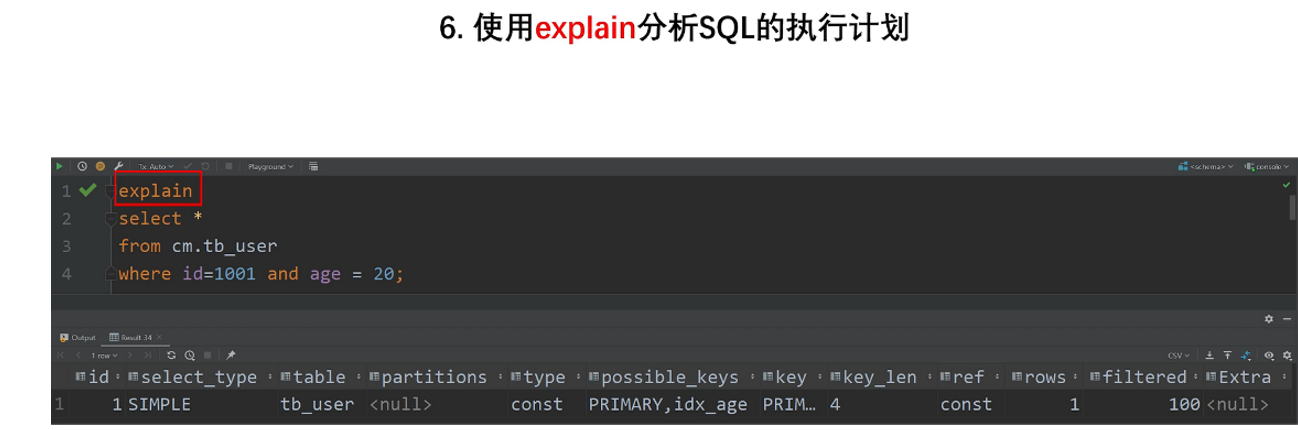 6. 使用explain分析SQL的执行计划
Tx: Auto Playground <schema> console
1 explain
2 select *
3 from cm.tb_user
4 where id=1001 and age = 20;
Output Result 34
1 row CSV
id select_type table partitions type possible_keys key key_len ref rows filtered Extra
1 1 SIMPLE tb_user <null> const PRIMARY,idx_age PRIM… 4 const 1 100 <null>